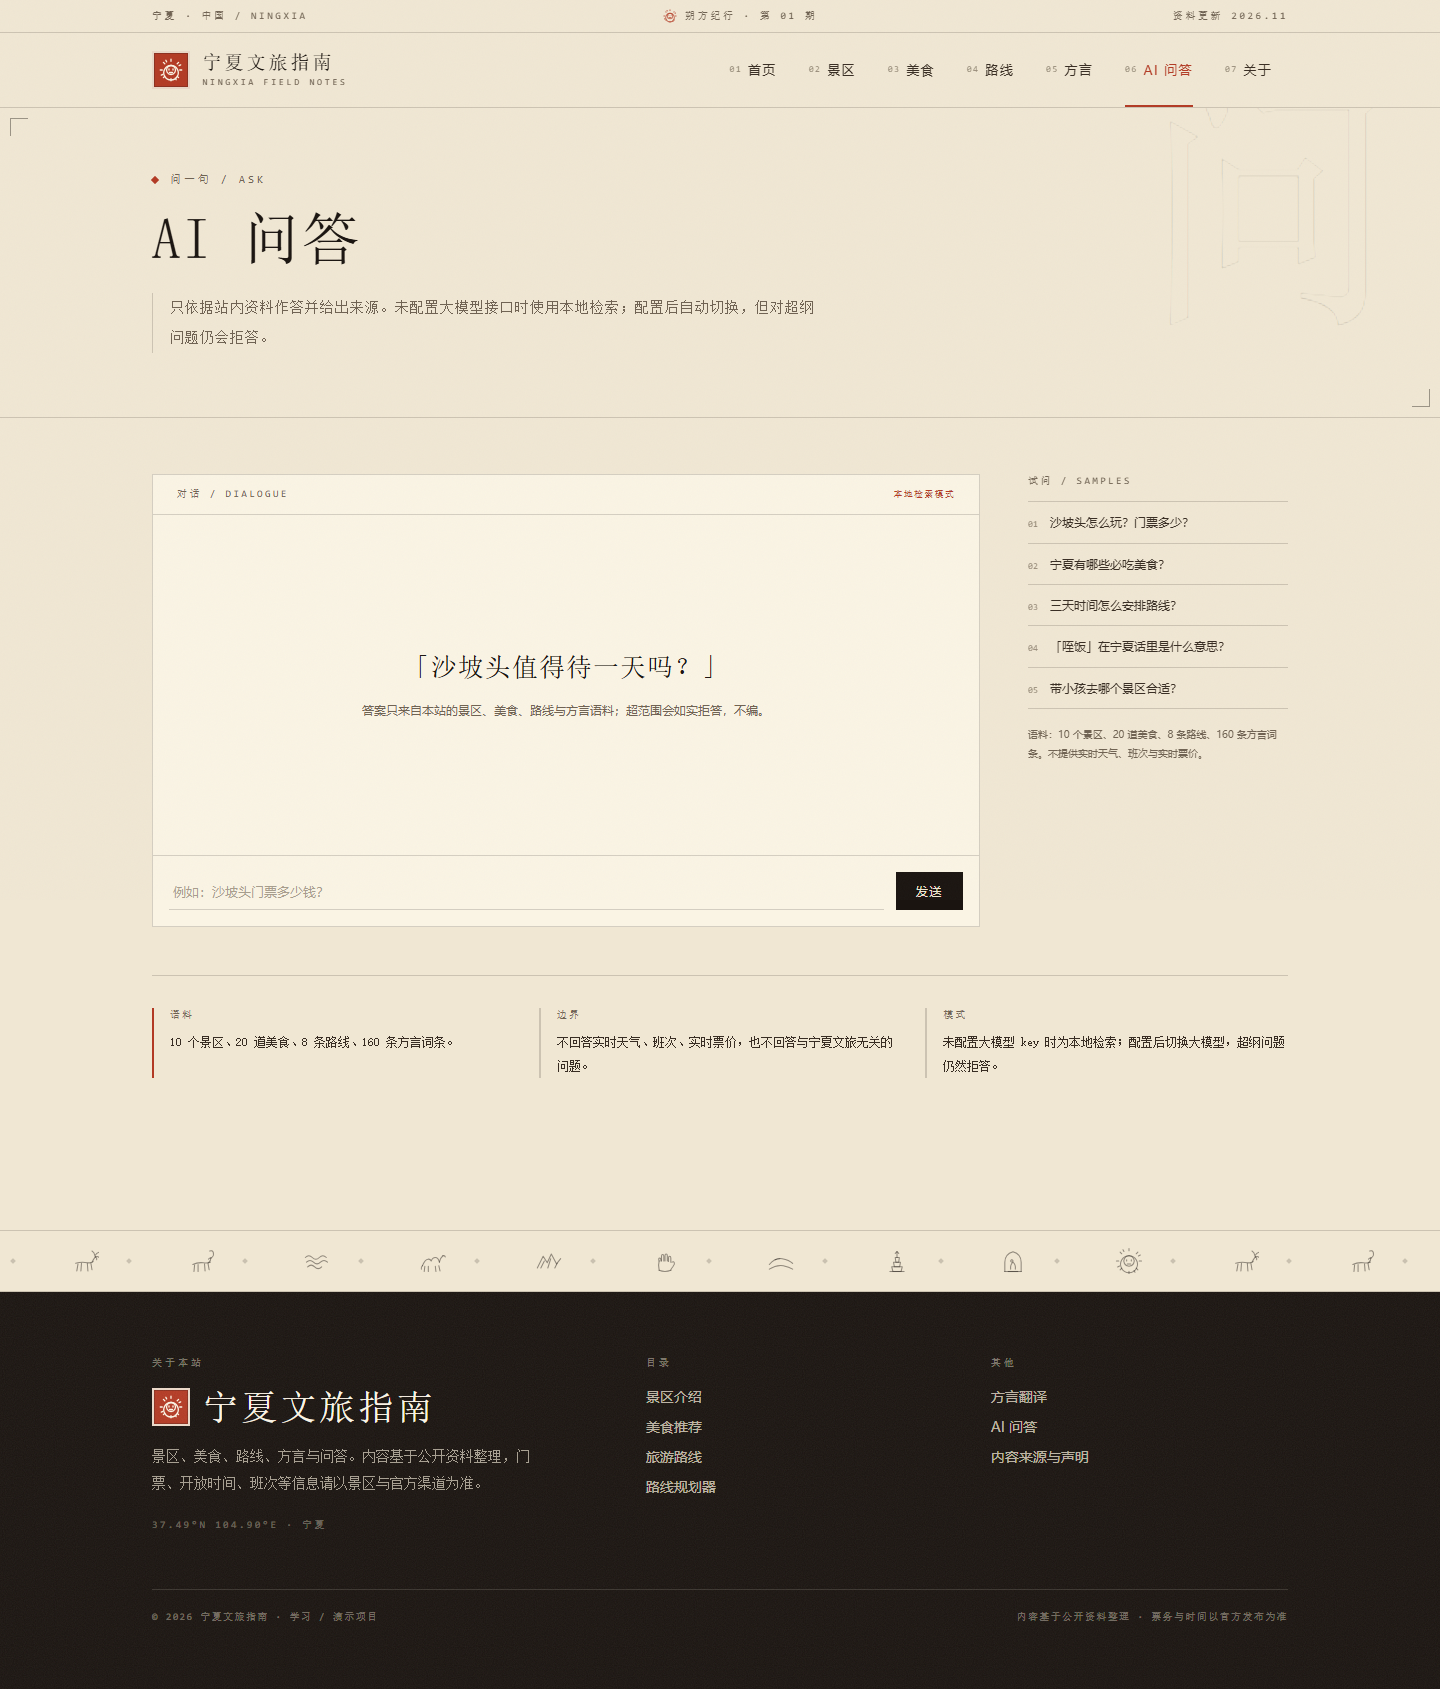 宁夏 · 中国 / NINGXIA
朔方纪行 · 第 01 期
资料更新 2026.11
宁夏文旅指南
NINGXIA FIELD NOTES
01 首页
02 景区
03 美食
04 路线
05 方言
06 AI 问答
07 关于
问
问一句 / ASK
AI 问答
只依据站内资料作答并给出来源。未配置大模型接口时使用本地检索；配置后自动切换，但对超纲
问题仍会拒答。
对话 / DIALOGUE
本地检索模式
「沙坡头值得待一天吗？」
答案只来自本站的景区、美食、路线与方言语料；超范围会如实拒答，不编。
例如：沙坡头门票多少钱？
发送
试问 / SAMPLES
01 沙坡头怎么玩？门票多少？
02 宁夏有哪些必吃美食？
03 三天时间怎么安排路线？
04 「咥饭」在宁夏话里是什么意思？
05 带小孩去哪个景区合适？
语料：10 个景区、20 道美食、8 条路线、160 条方言词
条。不提供实时天气、班次与实时票价。
语料
10 个景区、20 道美食、8 条路线、160 条方言词条。
边界
不回答实时天气、班次、实时票价，也不回答与宁夏文旅无关的
问题。
模式
未配置大模型 key 时为本地检索；配置后切换大模型，超纲问题
仍然拒答。
关于本站
宁夏文旅指南
景区、美食、路线、方言与问答。内容基于公开资料整理，门
票、开放时间、班次等信息请以景区与官方渠道为准。
37.49°N 104.90°E · 宁夏
目录
景区介绍
美食推荐
旅游路线
路线规划器
其他
方言翻译
AI 问答
内容来源与声明
© 2026 宁夏文旅指南 · 学习 / 演示项目
内容基于公开资料整理 · 票务与时间以官方发布为准